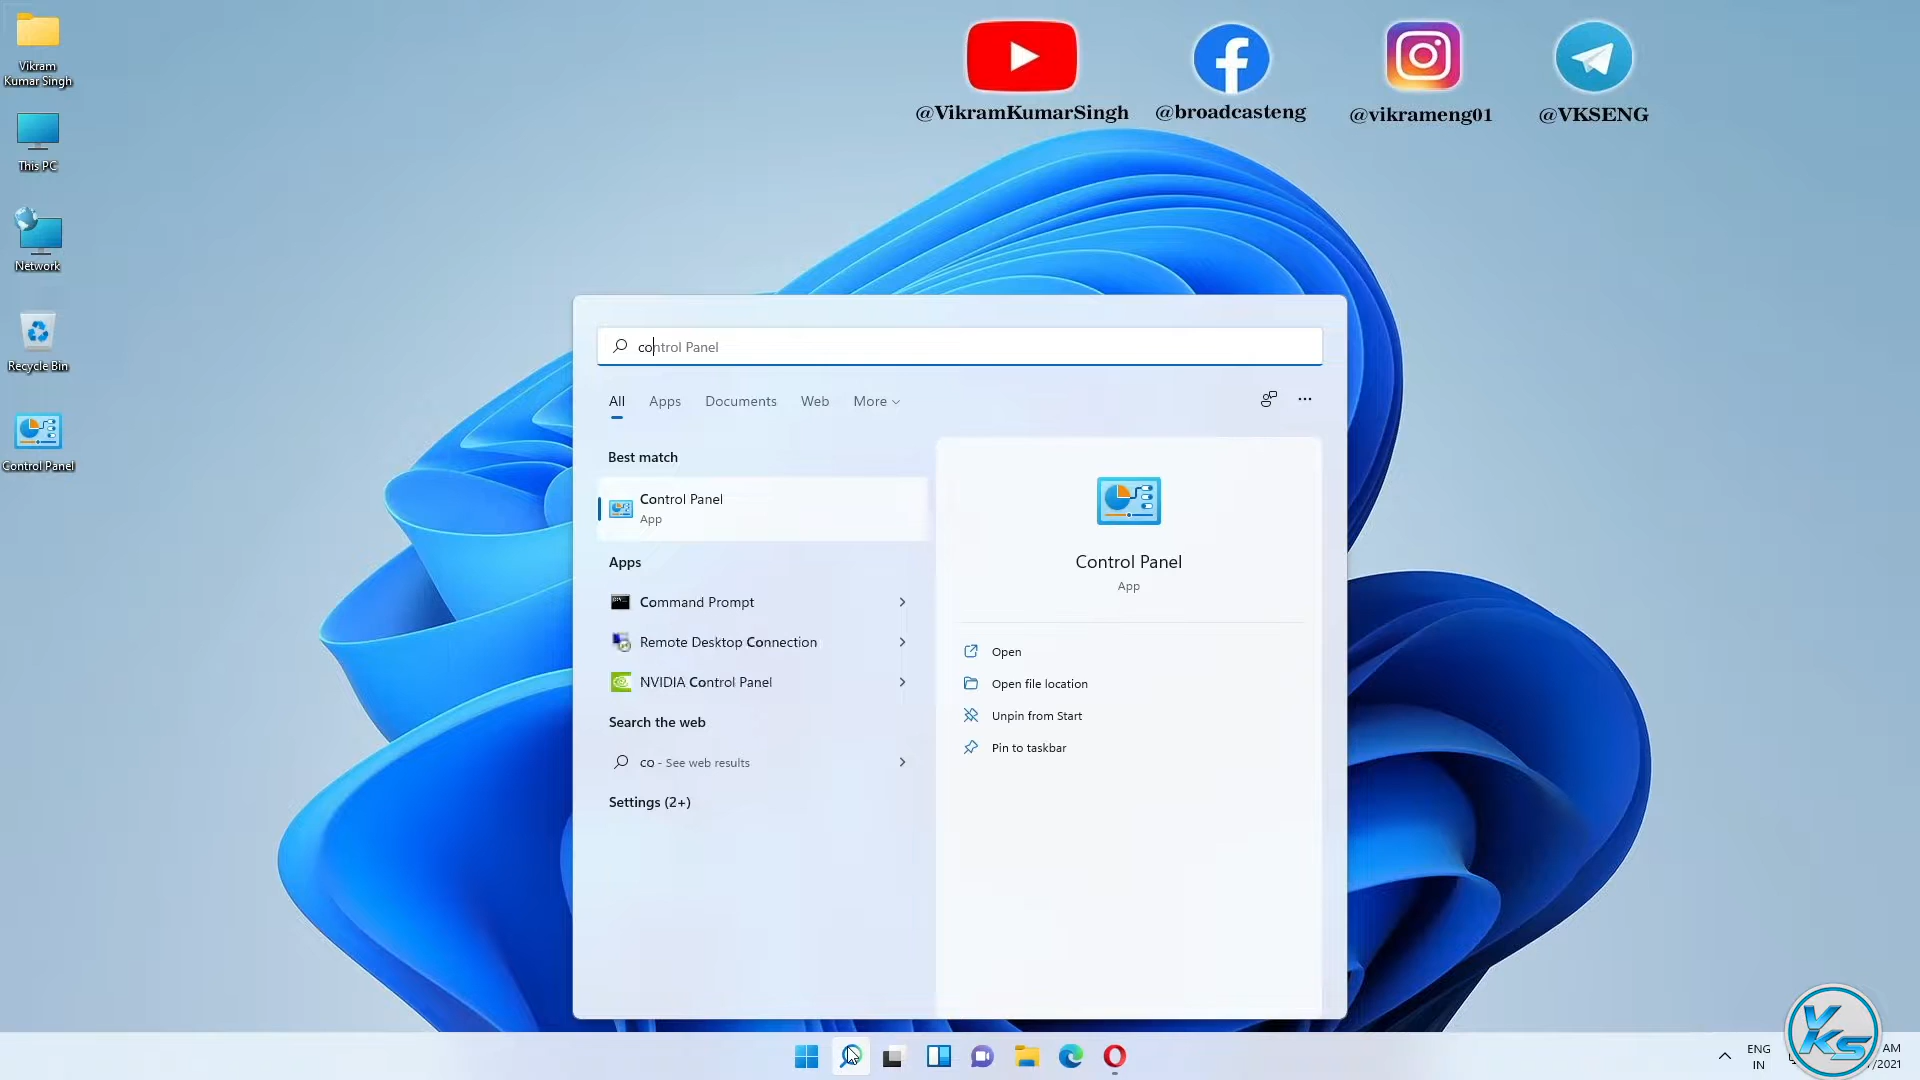 Vikram
Kumar Singh
This PC
Network
Recycle Bin
Control Panel
@VikramKumarSingh
@broadcasteng
@vikrameng01
@VKSENG
control Panel
All
Apps
Documents
Web
More
Best match
Control Panel
App
Apps
Command Prompt
Remote Desktop Connection
NVIDIA Control Panel
Search the web
co - See web results
Settings (2+)
Control Panel
App
Open
Open file location
Unpin from Start
Pin to taskbar
ENG
IN
AM
/2021
VKS